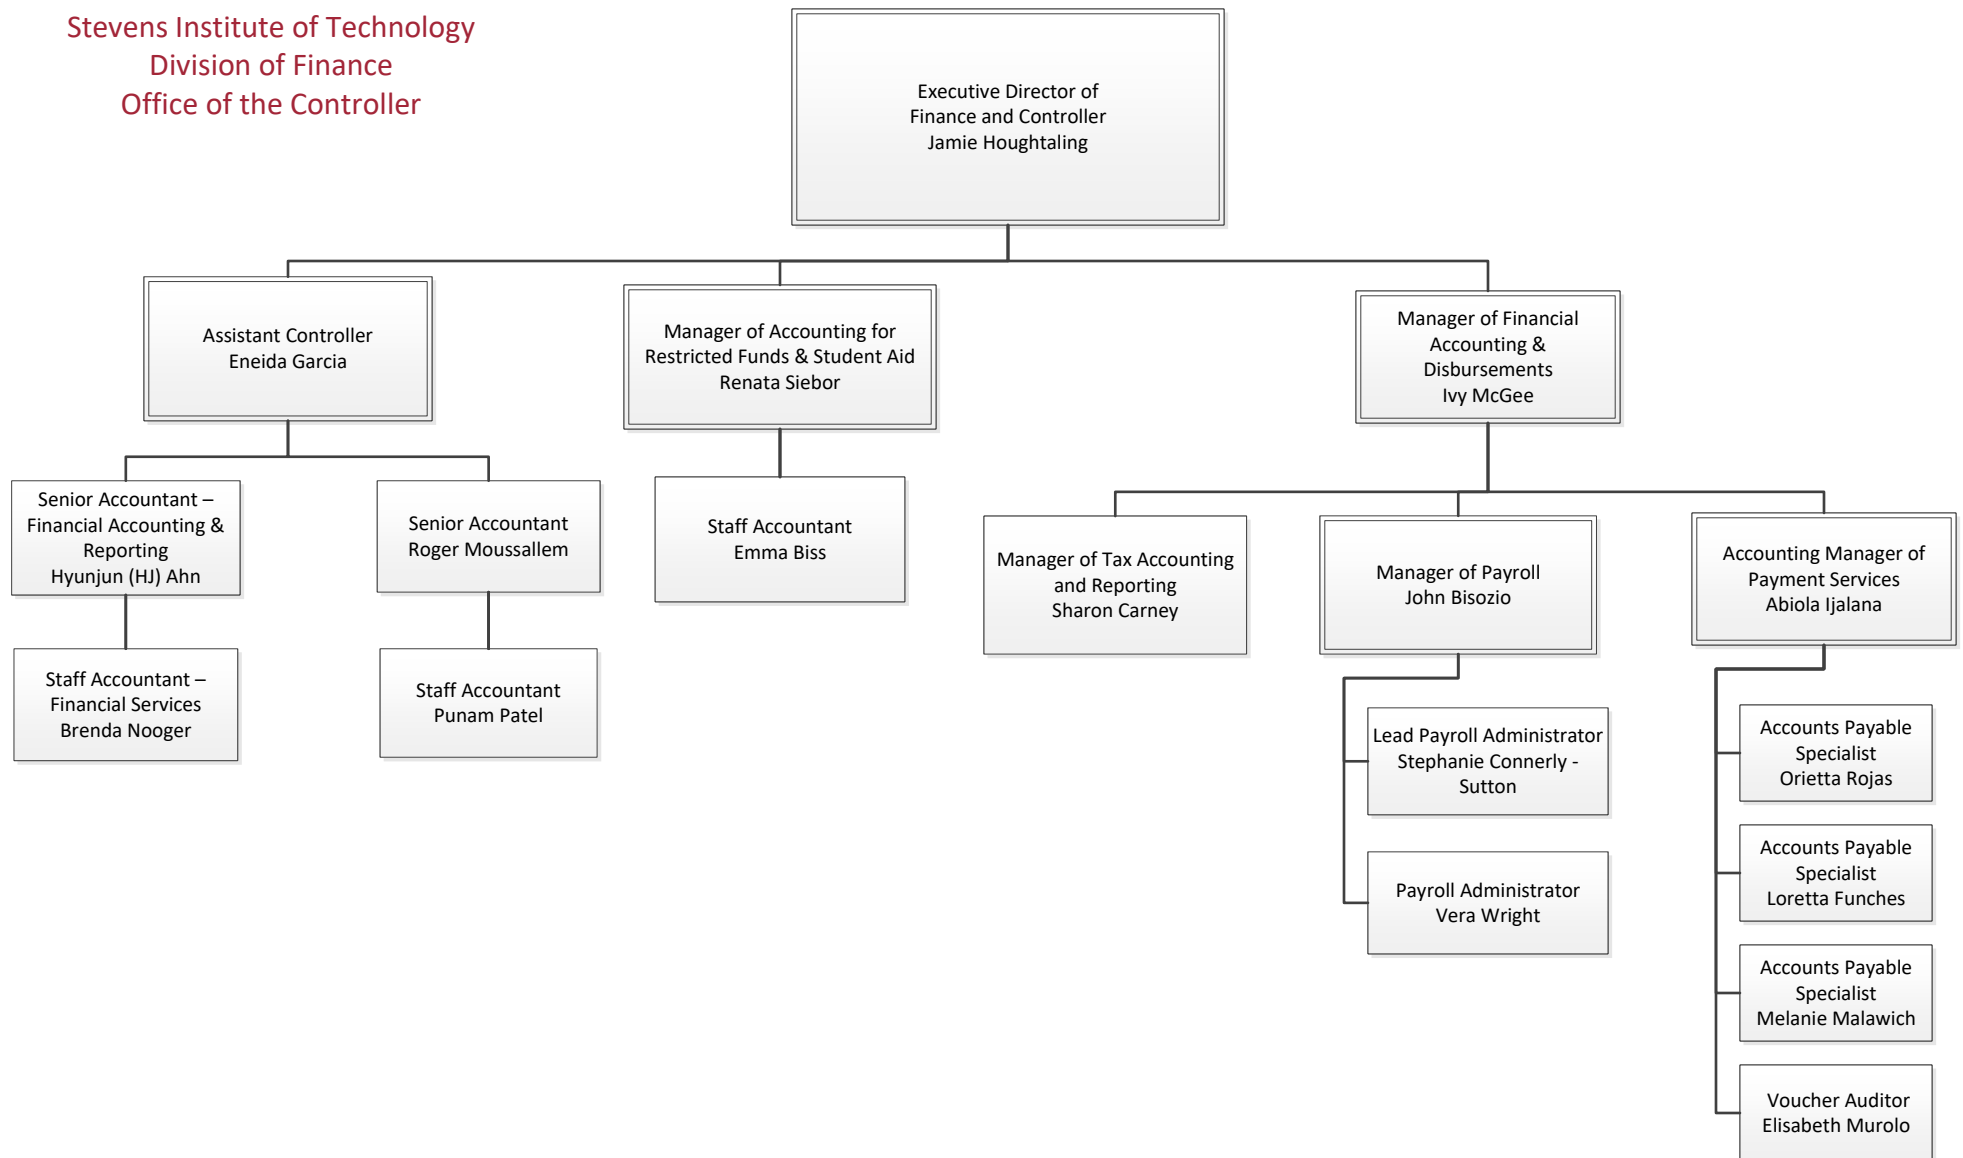 Stevens Institute of Technology
Division of Finance
Office of the Controller
Executive Director of
Finance and Controller
Jamie Houghtaling
Assistant Controller
Eneida Garcia
Manager of Accounting for
Restricted Funds & Student Aid
Renata Siebor
Manager of Financial
Accounting &
Disbursements
Ivy McGee
Senior Accountant –
Financial Accounting &
Reporting
Hyunjun (HJ) Ahn
Senior Accountant
Roger Moussallem
Staff Accountant
Emma Biss
Manager of Tax Accounting
and Reporting
Sharon Carney
Manager of Payroll
John Bisozio
Accounting Manager of
Payment Services
Abiola Ijalana
Staff Accountant –
Financial Services
Brenda Nooger
Staff Accountant
Punam Patel
Lead Payroll Administrator
Stephanie Connerly -
Sutton
Payroll Administrator
Vera Wright
Accounts Payable
Specialist
Orietta Rojas
Accounts Payable
Specialist
Loretta Funches
Accounts Payable
Specialist
Melanie Malawich
Voucher Auditor
Elisabeth Murolo